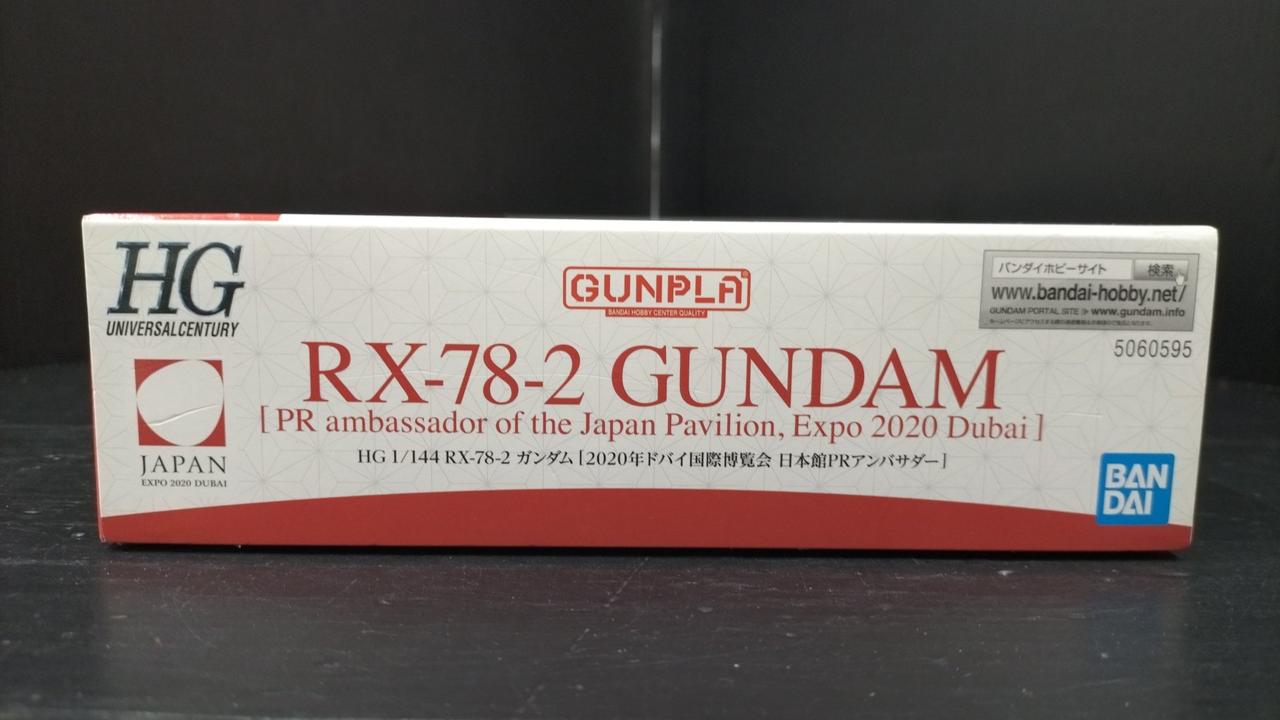 HG
UNIVERSALCENTURY
GUNPLA
BANDAI HOBBY CENTER QUALITY
バンダイホビーサイト 検索
www.bandai-hobby.net/
GUNDAM PORTAL SITE www.gundam.info
5060595
RX-78-2 GUNDAM
[PR ambassador of the Japan Pavilion, Expo 2020 Dubai]
HG 1/144 RX-78-2 ガンダム [2020年ドバイ国際博覧会 日本館PRアンバサダー]
JAPAN
EXPO 2020 DUBAI
BAN
DAI